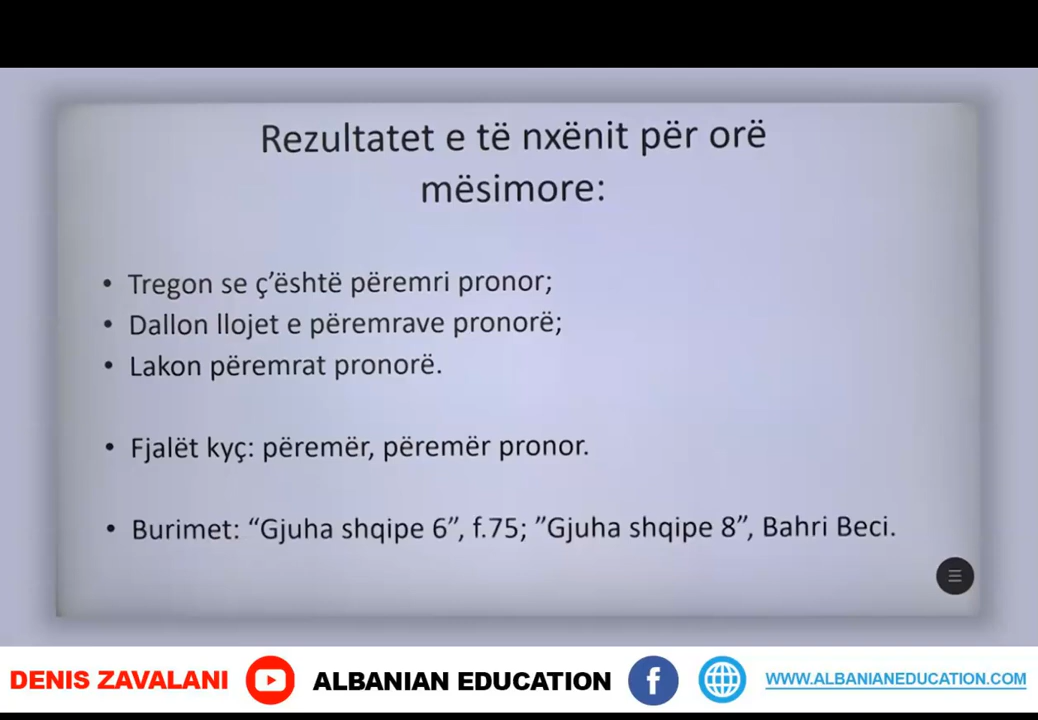 Rezultatet e të nxënit për orë
mësimore:
• Tregon se ç’është përemri pronor;
• Dallon llojet e përemrave pronorë;
• Lakon përemrat pronorë.
• Fjalët kyç: përemër, përemër pronor.
• Burimet: “Gjuha shqipe 6”, f.75; ”Gjuha shqipe 8”, Bahri Beci.
DENIS ZAVALANI ALBANIAN EDUCATION WWW.ALBANIANEDUCATION.COM